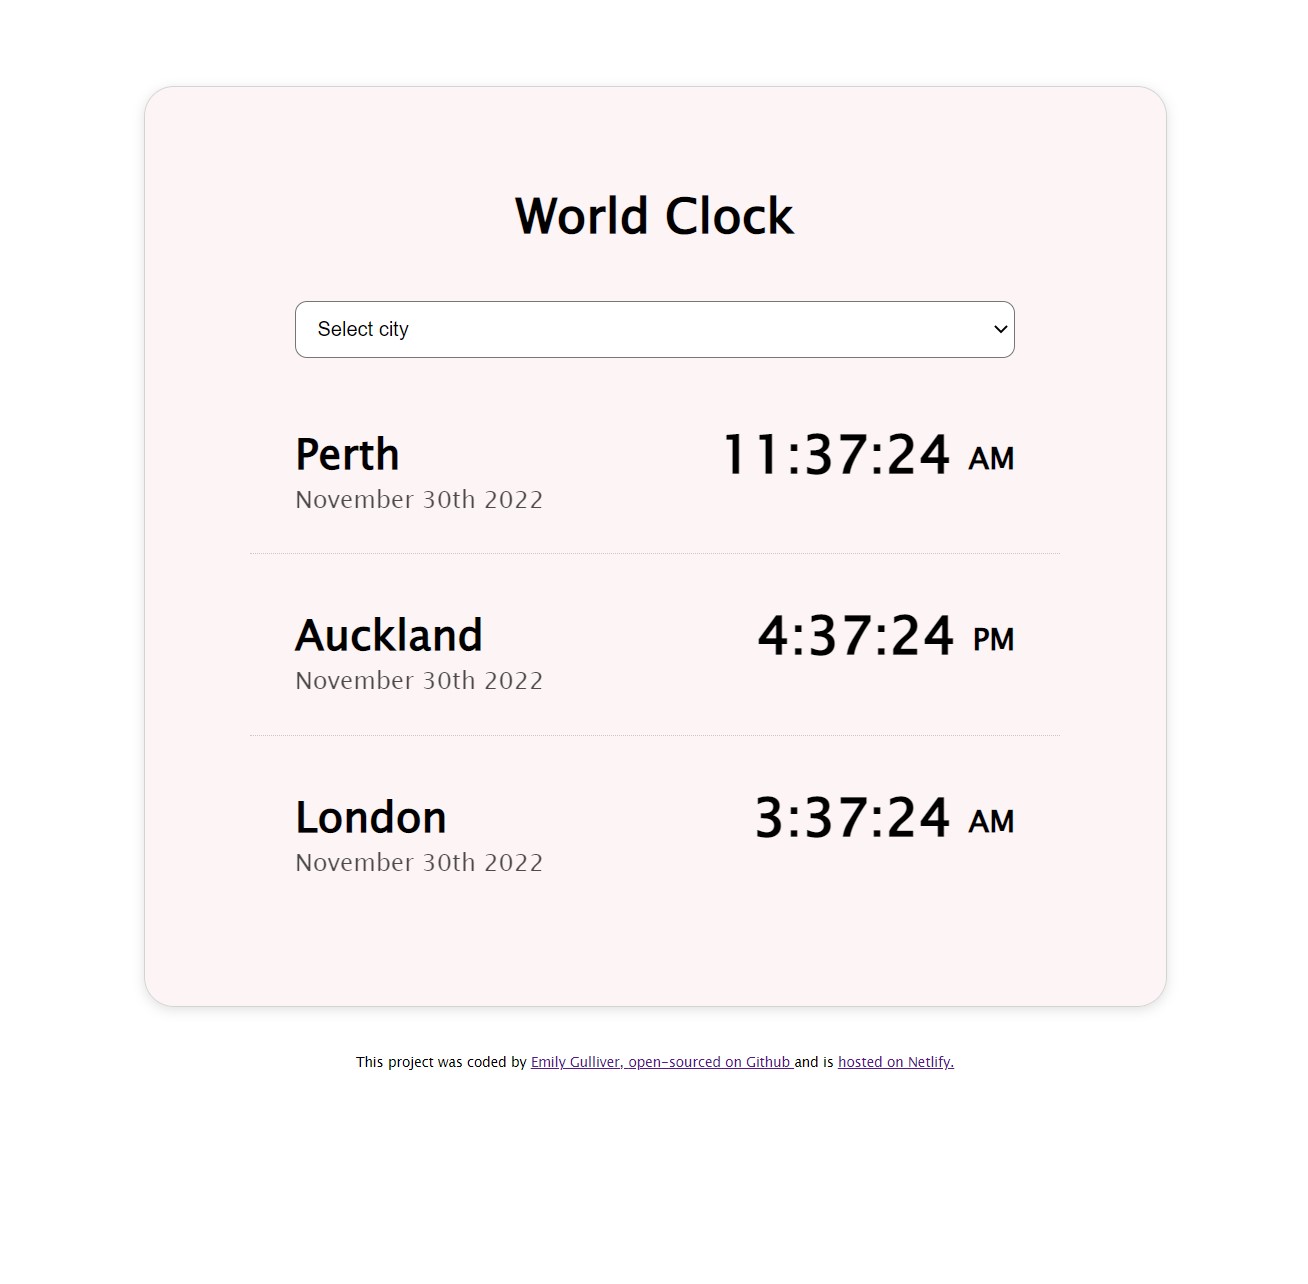 World Clock
Select city
Perth 11:37:24 AM
November 30th 2022
Auckland 4:37:24 PM
November 30th 2022
London 3:37:24 AM
November 30th 2022
This project was coded by Emily Gulliver, open-sourced on Github and is hosted on Netlify.